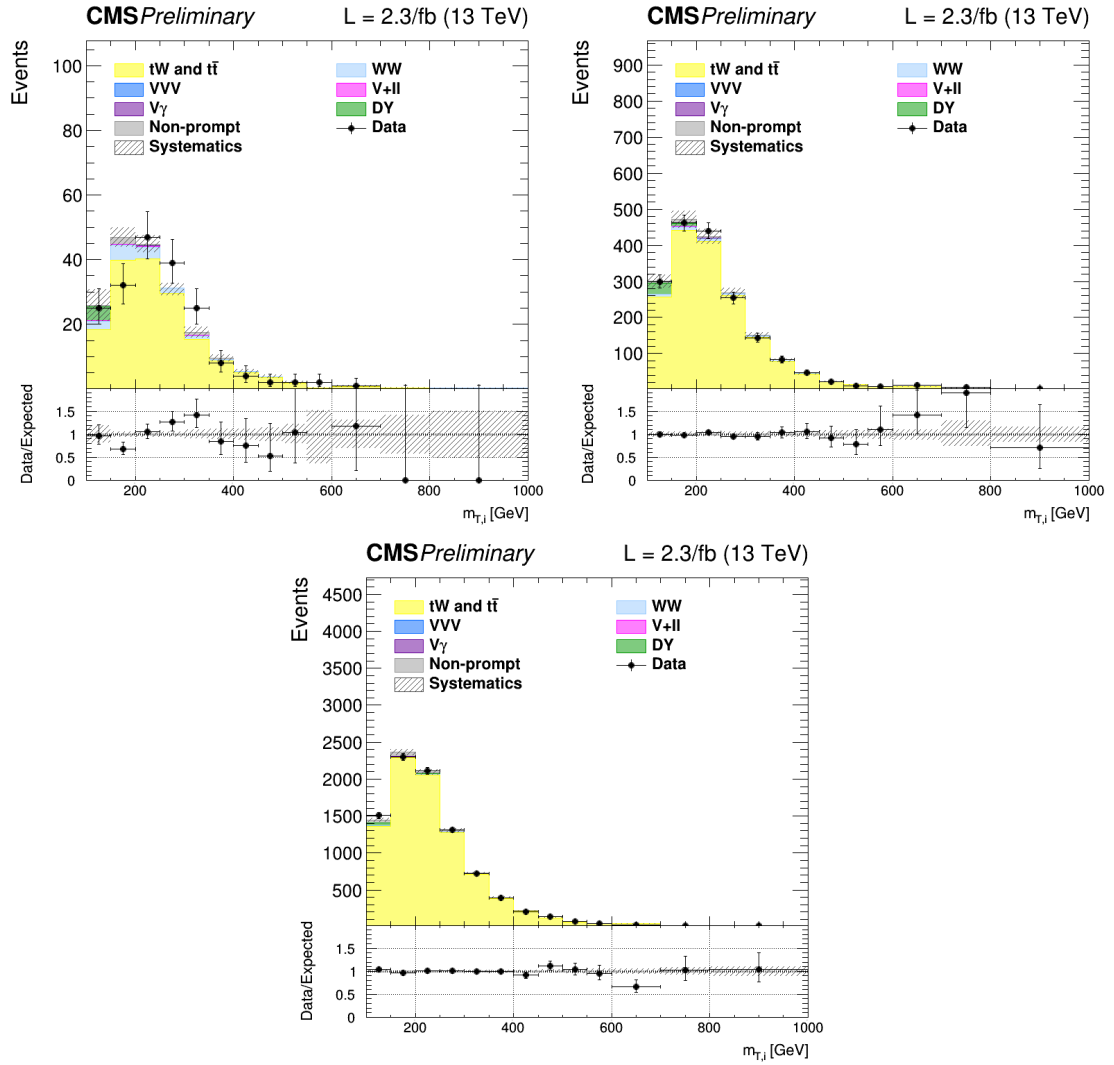 CMS Preliminary L = 2.3/fb (13 TeV)
Events
100
80
60
40
20
tW and tt̄
VVV
Vγ
Non-prompt
Systematics
WW
V+II
DY
Data
Data/Expected
1.5
1
0.5
0
200 400 600 800 1000
m_T,i [GeV]
CMS Preliminary L = 2.3/fb (13 TeV)
Events
900
800
700
600
500
400
300
200
100
tW and tt̄
VVV
Vγ
Non-prompt
Systematics
WW
V+II
DY
Data
Data/Expected
1.5
1
0.5
0
200 400 600 800 1000
m_T,i [GeV]
CMS Preliminary L = 2.3/fb (13 TeV)
Events
4500
4000
3500
3000
2500
2000
1500
1000
500
tW and tt̄
VVV
Vγ
Non-prompt
Systematics
WW
V+II
DY
Data
Data/Expected
1.5
1
0.5
0
200 400 600 800 1000
m_T,i [GeV]